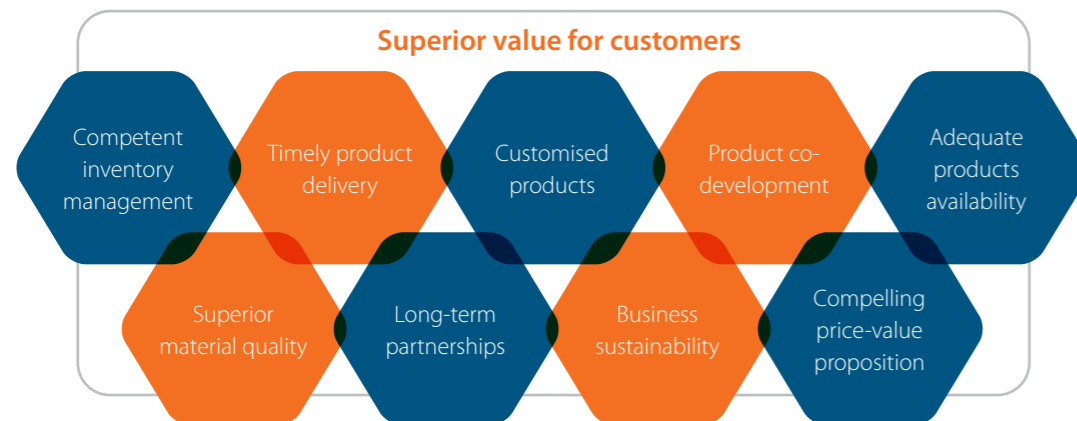 Superior value for customers
Competent
inventory
management
Timely product
delivery
Customised
products
Product co-
development
Adequate
products
availability
Superior
material quality
Long-term
partnerships
Business
sustainability
Compelling
price-value
proposition